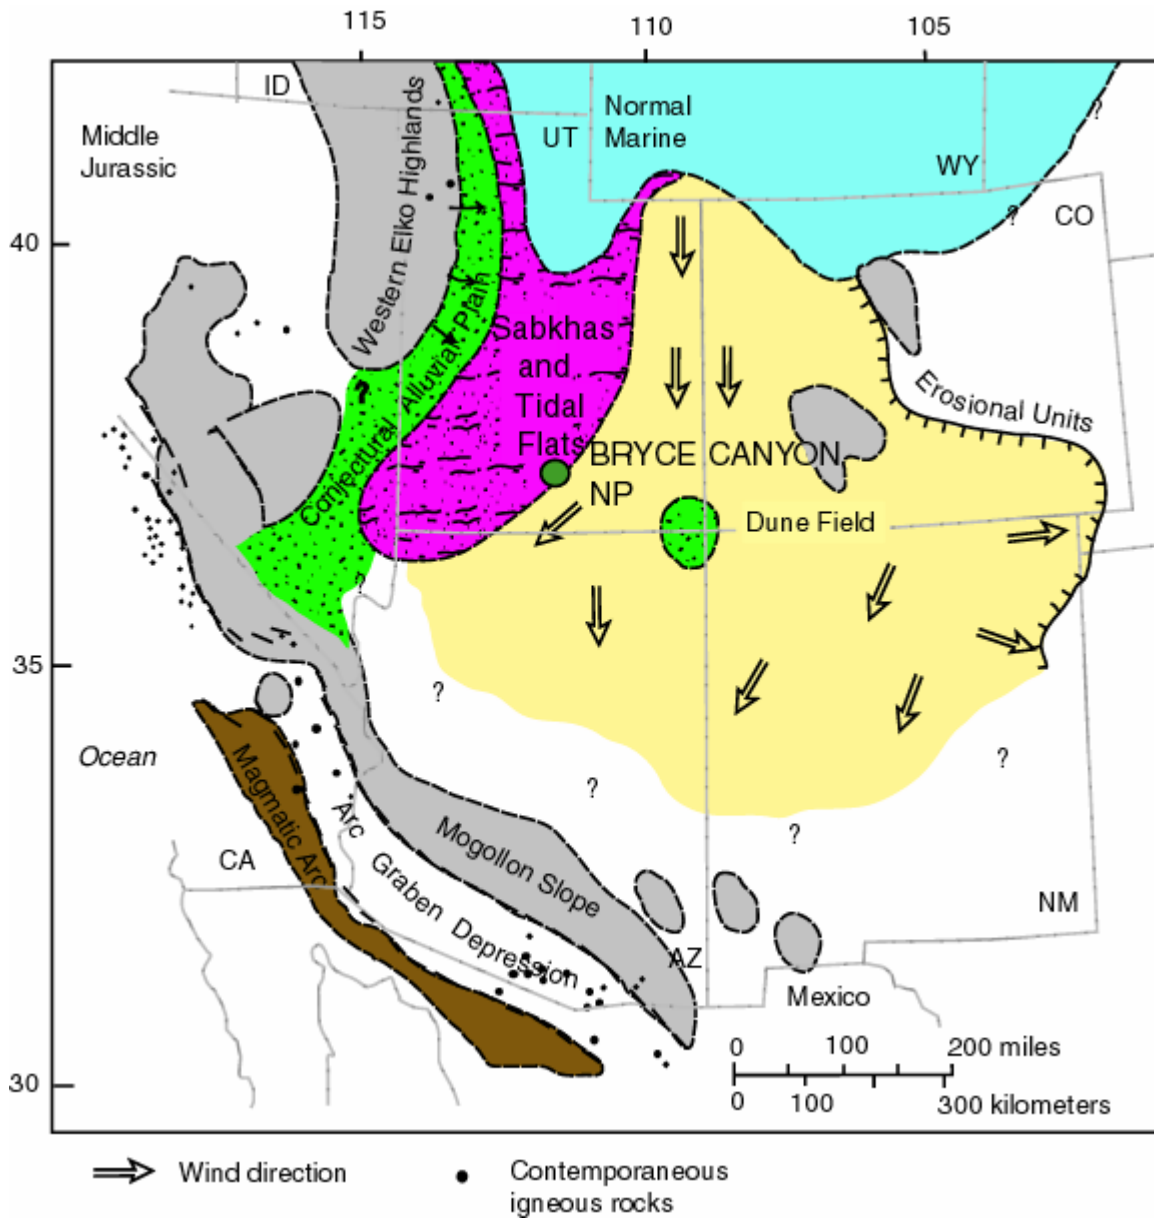 115
110
105
ID
Normal
Marine
UT
WY
?
Middle
Jurassic
Western Elko Highlands
40
CO
?
Conjectural Alluvial Plain
Sabkhas
and
Tidal
Flats
Erosional Units
?
BRYCE CANYON
NP
Dune Field
?
35
?
Ocean
?
?
Magmatic Arc
Arc Graben Depression
Mogollon Slope
?
CA
NM
AZ
Mexico
0 100 200 miles
0 100 300 kilometers
30
Wind direction
Contemporaneous
igneous rocks